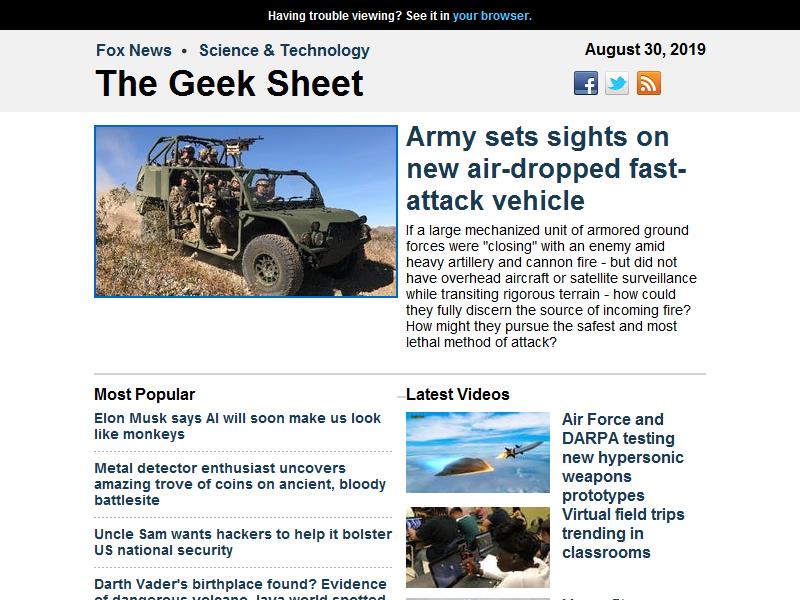 Having trouble viewing? See it in your browser.
Fox News • Science & Technology
August 30, 2019
The Geek Sheet
Army sets sights on
new air-dropped fast-
attack vehicle
If a large mechanized unit of armored ground
forces were "closing" with an enemy amid
heavy artillery and cannon fire - but did not
have overhead aircraft or satellite surveillance
while transiting rigorous terrain - how could
they fully discern the source of incoming fire?
How might they pursue the safest and most
lethal method of attack?
Most Popular
Elon Musk says AI will soon make us look
like monkeys
Metal detector enthusiast uncovers
amazing trove of coins on ancient, bloody
battlesite
Uncle Sam wants hackers to help it bolster
US national security
Darth Vader's birthplace found? Evidence
of dangerous volcano, lava world spotted
Latest Videos
Air Force and
DARPA testing
new hypersonic
weapons
prototypes
Virtual field trips
trending in
classrooms